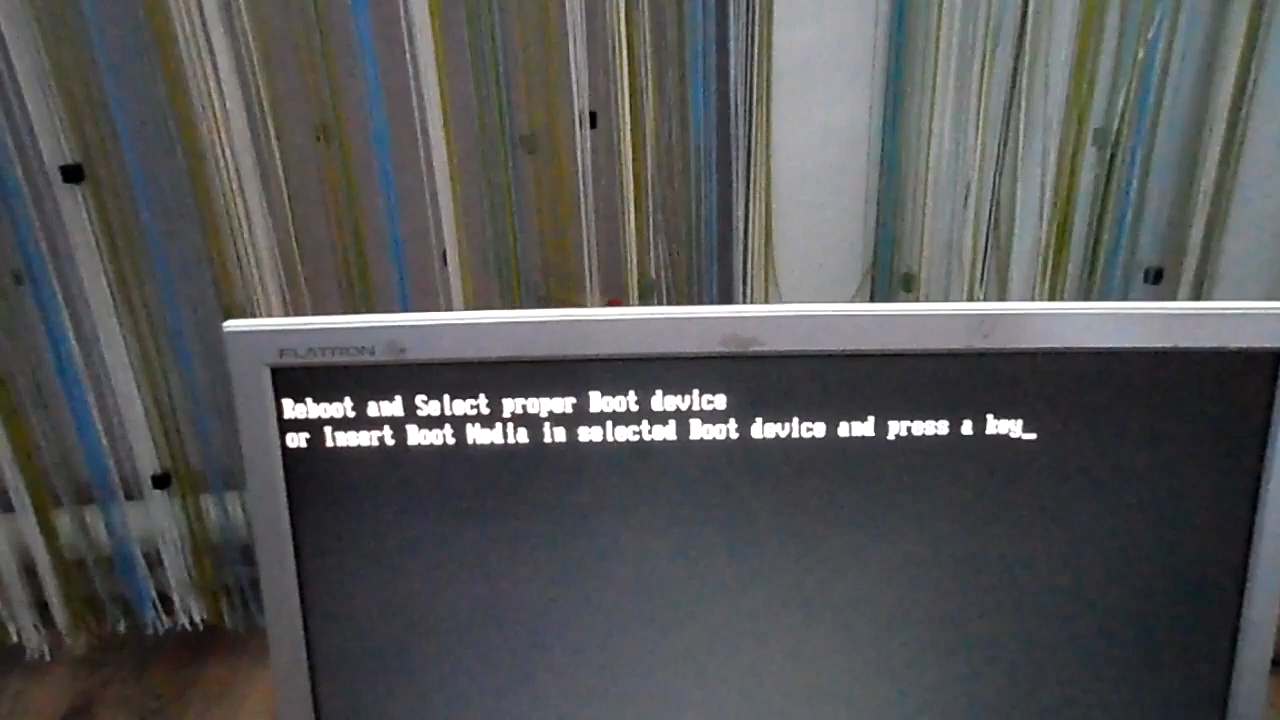 FLATRON
Reboot and Select proper Boot device
or Insert Boot Media in selected Boot device and press a key_